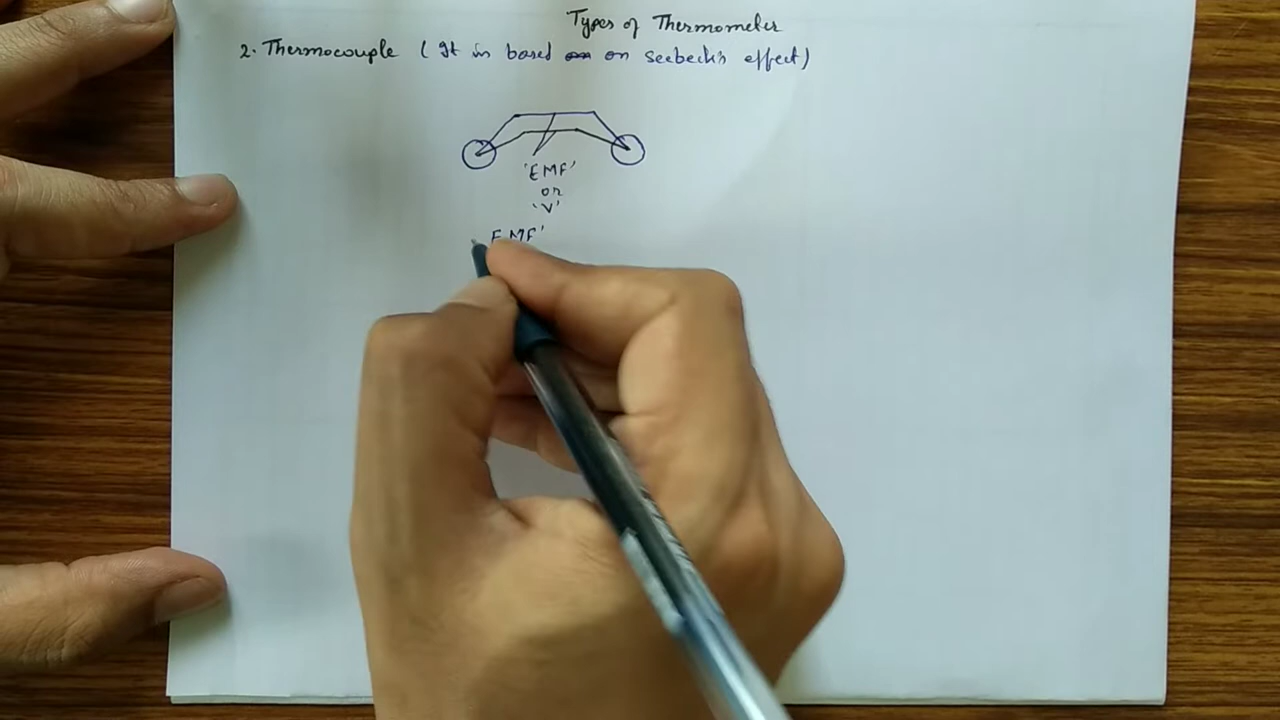 Types of Thermometer
2. Thermocouple (It is based on seebeck's effect)
'EMF'
or
'V'
EMF'